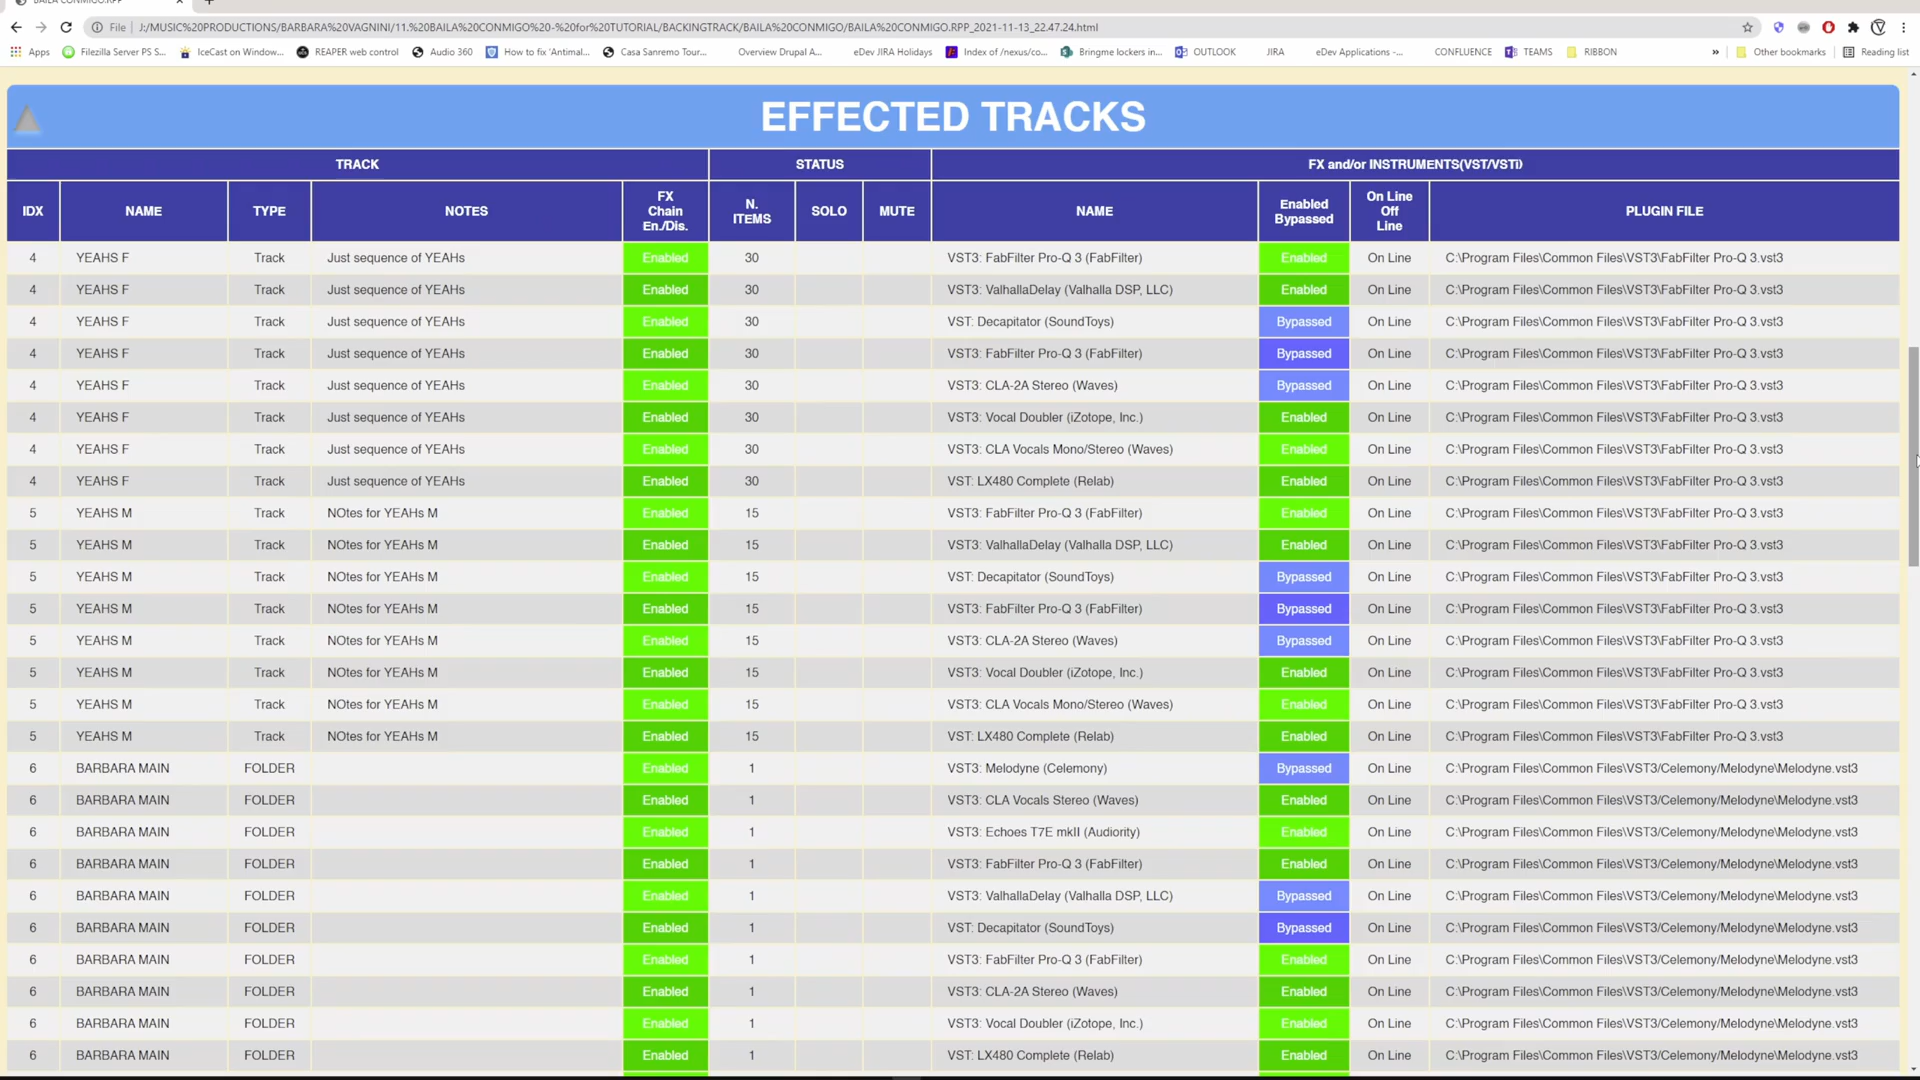 BAILA CONMIGO.RPP
File J:/MUSIC%20PRODUCTIONS/BARBARA%20VAGNINI/11.%20BAILA%20CONMIGO%20-%20for%20TUTORIAL/BACKINGTRACK/BAILA%20CONMIGO/BAILA%20CONMIGO.RPP_2021-11-13_22.47.24.html
Apps Filezilla Server PS S... IceCast on Window... REAPER web control Audio 360 How to fix 'Antimal... Casa Sanremo Tour... Overview Drupal A... eDev JIRA Holidays Index of /nexus/co... Bringme lockers in... OUTLOOK JIRA eDev Applications -... CONFLUENCE TEAMS RIBBON » Other bookmarks Reading list
EFFECTED TRACKS
TRACK STATUS FX and/or INSTRUMENTS(VST/VSTi)
IDX NAME TYPE NOTES FX Chain En./Dis. N. ITEMS SOLO MUTE NAME Enabled Bypassed On Line Off Line PLUGIN FILE
4 YEAHS F Track Just sequence of YEAHs Enabled 30 VST3: FabFilter Pro-Q 3 (FabFilter) Enabled On Line C:\Program Files\Common Files\VST3\FabFilter Pro-Q 3.vst3
4 YEAHS F Track Just sequence of YEAHs Enabled 30 VST3: ValhallaDelay (Valhalla DSP, LLC) Enabled On Line C:\Program Files\Common Files\VST3\FabFilter Pro-Q 3.vst3
4 YEAHS F Track Just sequence of YEAHs Enabled 30 VST: Decapitator (SoundToys) Bypassed On Line C:\Program Files\Common Files\VST3\FabFilter Pro-Q 3.vst3
4 YEAHS F Track Just sequence of YEAHs Enabled 30 VST3: FabFilter Pro-Q 3 (FabFilter) Bypassed On Line C:\Program Files\Common Files\VST3\FabFilter Pro-Q 3.vst3
4 YEAHS F Track Just sequence of YEAHs Enabled 30 VST3: CLA-2A Stereo (Waves) Bypassed On Line C:\Program Files\Common Files\VST3\FabFilter Pro-Q 3.vst3
4 YEAHS F Track Just sequence of YEAHs Enabled 30 VST3: Vocal Doubler (iZotope, Inc.) Enabled On Line C:\Program Files\Common Files\VST3\FabFilter Pro-Q 3.vst3
4 YEAHS F Track Just sequence of YEAHs Enabled 30 VST3: CLA Vocals Mono/Stereo (Waves) Enabled On Line C:\Program Files\Common Files\VST3\FabFilter Pro-Q 3.vst3
4 YEAHS F Track Just sequence of YEAHs Enabled 30 VST: LX480 Complete (Relab) Enabled On Line C:\Program Files\Common Files\VST3\FabFilter Pro-Q 3.vst3
5 YEAHS M Track NOtes for YEAHs M Enabled 15 VST3: FabFilter Pro-Q 3 (FabFilter) Enabled On Line C:\Program Files\Common Files\VST3\FabFilter Pro-Q 3.vst3
5 YEAHS M Track NOtes for YEAHs M Enabled 15 VST3: ValhallaDelay (Valhalla DSP, LLC) Enabled On Line C:\Program Files\Common Files\VST3\FabFilter Pro-Q 3.vst3
5 YEAHS M Track NOtes for YEAHs M Enabled 15 VST: Decapitator (SoundToys) Bypassed On Line C:\Program Files\Common Files\VST3\FabFilter Pro-Q 3.vst3
5 YEAHS M Track NOtes for YEAHs M Enabled 15 VST3: FabFilter Pro-Q 3 (FabFilter) Bypassed On Line C:\Program Files\Common Files\VST3\FabFilter Pro-Q 3.vst3
5 YEAHS M Track NOtes for YEAHs M Enabled 15 VST3: CLA-2A Stereo (Waves) Bypassed On Line C:\Program Files\Common Files\VST3\FabFilter Pro-Q 3.vst3
5 YEAHS M Track NOtes for YEAHs M Enabled 15 VST3: Vocal Doubler (iZotope, Inc.) Enabled On Line C:\Program Files\Common Files\VST3\FabFilter Pro-Q 3.vst3
5 YEAHS M Track NOtes for YEAHs M Enabled 15 VST3: CLA Vocals Mono/Stereo (Waves) Enabled On Line C:\Program Files\Common Files\VST3\FabFilter Pro-Q 3.vst3
5 YEAHS M Track NOtes for YEAHs M Enabled 15 VST: LX480 Complete (Relab) Enabled On Line C:\Program Files\Common Files\VST3\FabFilter Pro-Q 3.vst3
6 BARBARA MAIN FOLDER Enabled 1 VST3: Melodyne (Celemony) Bypassed On Line C:\Program Files\Common Files\VST3/Celemony/Melodyne\Melodyne.vst3
6 BARBARA MAIN FOLDER Enabled 1 VST3: CLA Vocals Stereo (Waves) Enabled On Line C:\Program Files\Common Files\VST3/Celemony/Melodyne\Melodyne.vst3
6 BARBARA MAIN FOLDER Enabled 1 VST3: Echoes T7E mkII (Audiority) Enabled On Line C:\Program Files\Common Files\VST3/Celemony/Melodyne\Melodyne.vst3
6 BARBARA MAIN FOLDER Enabled 1 VST3: FabFilter Pro-Q 3 (FabFilter) Enabled On Line C:\Program Files\Common Files\VST3/Celemony/Melodyne\Melodyne.vst3
6 BARBARA MAIN FOLDER Enabled 1 VST3: ValhallaDelay (Valhalla DSP, LLC) Bypassed On Line C:\Program Files\Common Files\VST3/Celemony/Melodyne\Melodyne.vst3
6 BARBARA MAIN FOLDER Enabled 1 VST: Decapitator (SoundToys) Bypassed On Line C:\Program Files\Common Files\VST3/Celemony/Melodyne\Melodyne.vst3
6 BARBARA MAIN FOLDER Enabled 1 VST3: FabFilter Pro-Q 3 (FabFilter) Enabled On Line C:\Program Files\Common Files\VST3/Celemony/Melodyne\Melodyne.vst3
6 BARBARA MAIN FOLDER Enabled 1 VST3: CLA-2A Stereo (Waves) Enabled On Line C:\Program Files\Common Files\VST3/Celemony/Melodyne\Melodyne.vst3
6 BARBARA MAIN FOLDER Enabled 1 VST3: Vocal Doubler (iZotope, Inc.) Enabled On Line C:\Program Files\Common Files\VST3/Celemony/Melodyne\Melodyne.vst3
6 BARBARA MAIN FOLDER Enabled 1 VST: LX480 Complete (Relab) Enabled On Line C:\Program Files\Common Files\VST3/Celemony/Melodyne\Melodyne.vst3